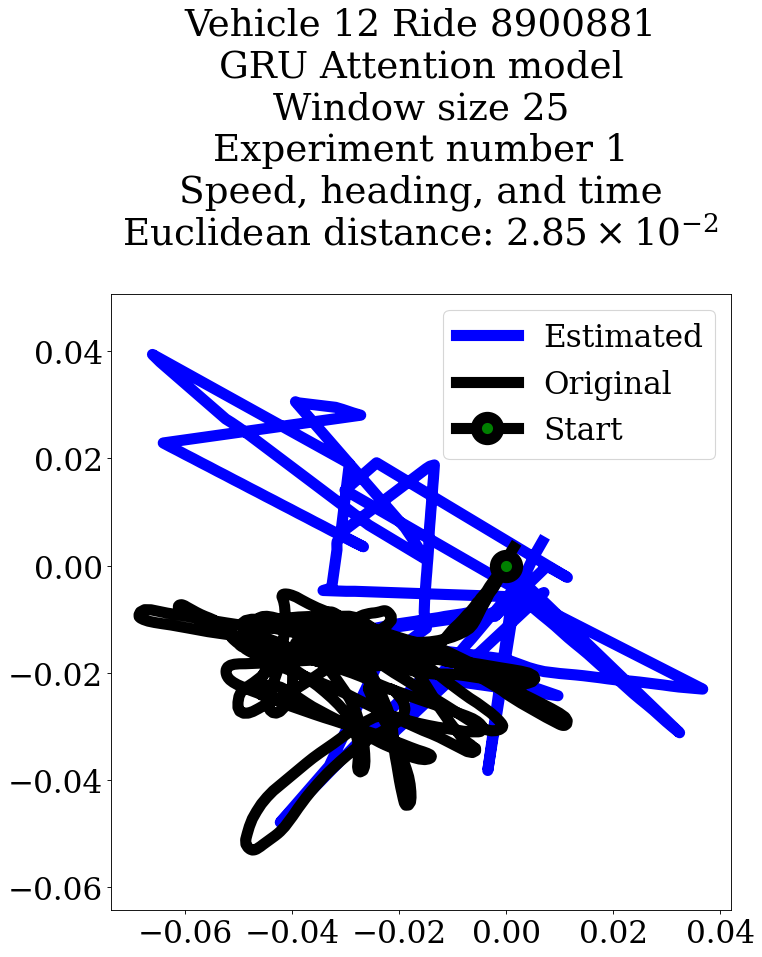 Vehicle 12 Ride 8900881
GRU Attention model
Window size 25
Experiment number 1
Speed, heading, and time
Euclidean distance: 2.85 × 10⁻²
Estimated
Original
Start
0.04
0.02
0.00
−0.02
−0.04
−0.06
−0.06 −0.04 −0.02 0.00 0.02 0.04